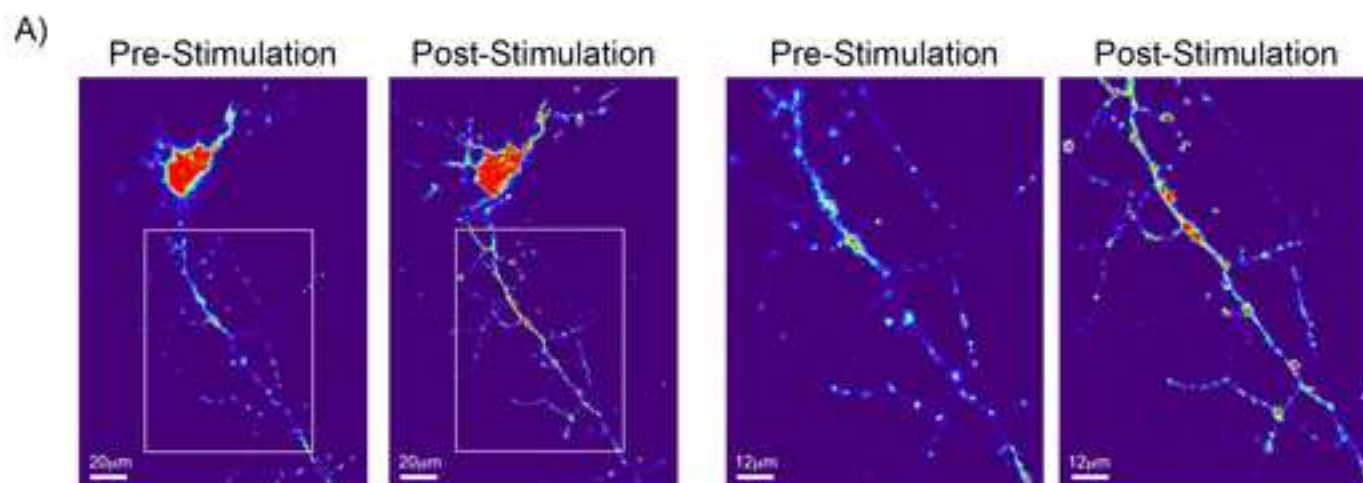 A)
Pre-Stimulation Post-Stimulation Pre-Stimulation Post-Stimulation
20μm 20μm 12μm 12μm